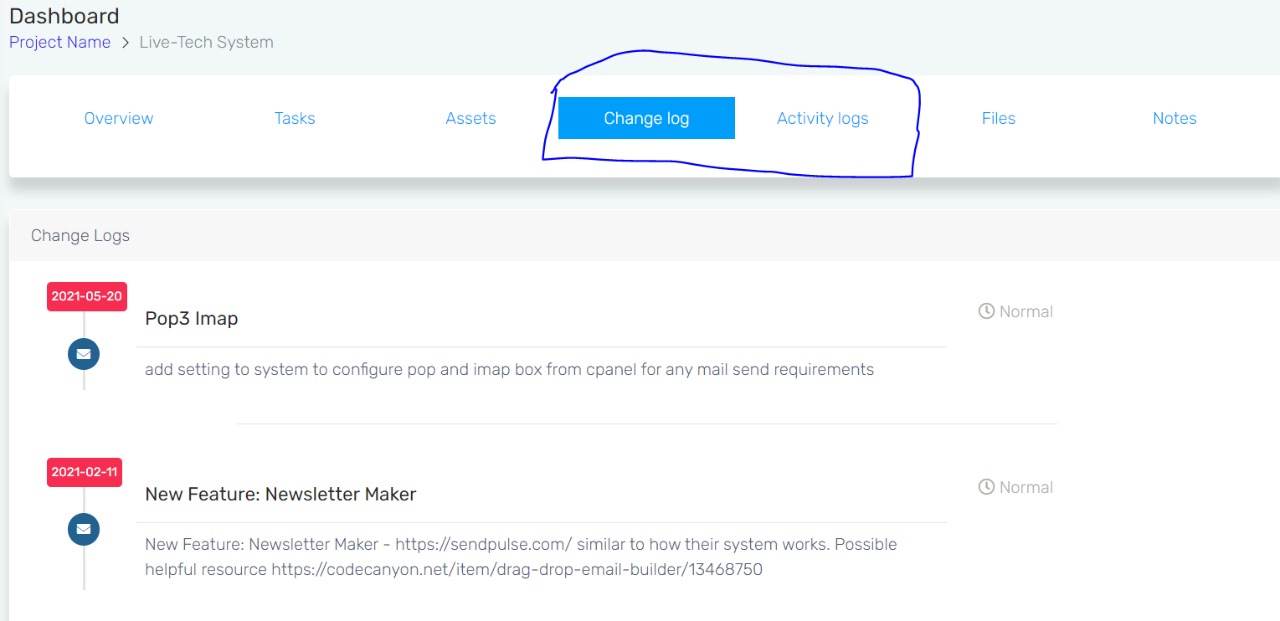 Dashboard
Project Name > Live-Tech System
Overview Tasks Assets Change log Activity logs Files Notes
Change Logs
2021-05-20
Pop3 Imap
Normal
add setting to system to configure pop and imap box from cpanel for any mail send requirements
2021-02-11
New Feature: Newsletter Maker
Normal
New Feature: Newsletter Maker - https://sendpulse.com/ similar to how their system works. Possible
helpful resource https://codecanyon.net/item/drag-drop-email-builder/13468750